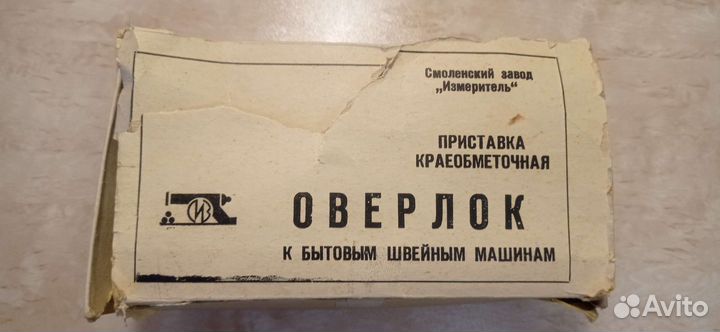 Смоленский завод
„Измеритель“
ПРИСТАВКА
КРАЕОБМЕТОЧНАЯ
ОВЕРЛОК
К БЫТОВЫМ ШВЕЙНЫМ МАШИНАМ
Avito